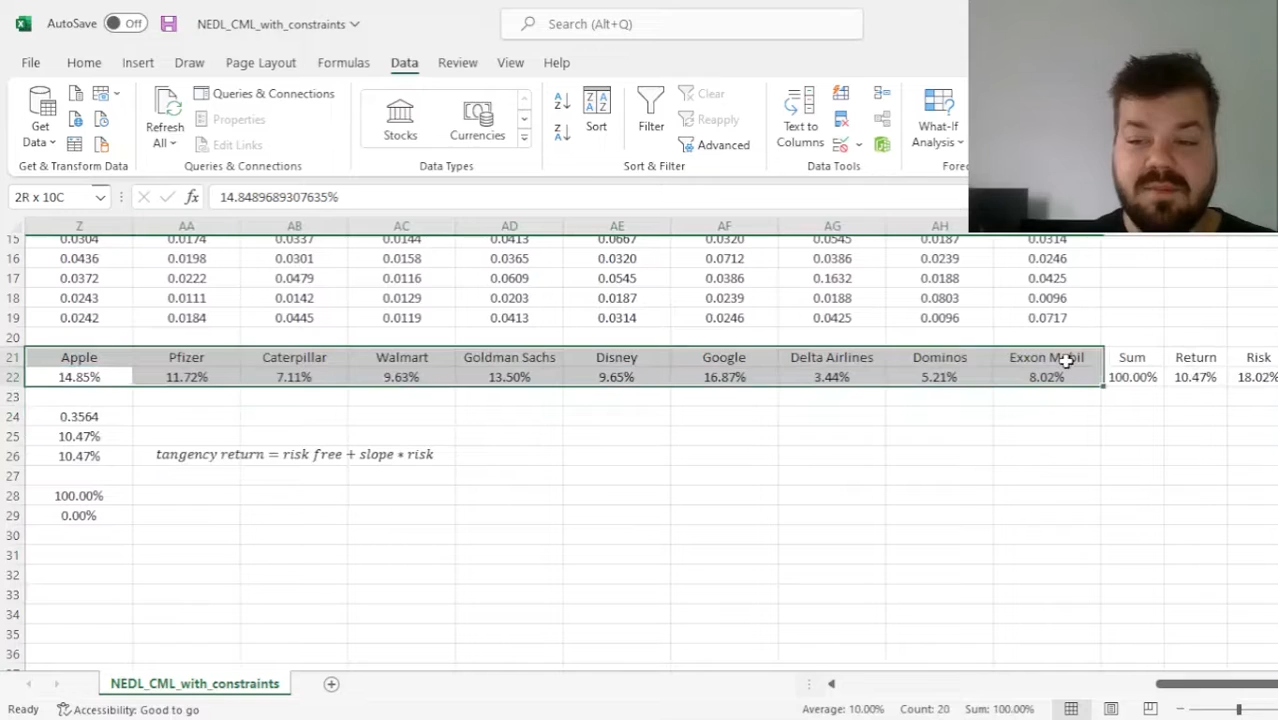 AutoSave Off NEDL_CML_with_constraints Search (Alt+Q)
File Home Insert Draw Page Layout Formulas Data Review View Help
Get Data
Refresh All
Queries & Connections
Properties
Edit Links
Stocks
Currencies
Sort
Filter
Clear
Reapply
Advanced
Text to Columns
What-If Analysis
Get & Transform Data Queries & Connections Data Types Sort & Filter Data Tools Forec
2R x 10C fx 14.8489689307635%
Z AA AB AC AD AE AF AG AH
15 0.0304 0.0174 0.0337 0.0144 0.0413 0.0667 0.0320 0.0545 0.0187 0.0314
16 0.0436 0.0198 0.0301 0.0158 0.0365 0.0320 0.0712 0.0386 0.0239 0.0246
17 0.0372 0.0222 0.0479 0.0116 0.0609 0.0545 0.0386 0.1632 0.0188 0.0425
18 0.0243 0.0111 0.0142 0.0129 0.0203 0.0187 0.0239 0.0188 0.0803 0.0096
19 0.0242 0.0184 0.0445 0.0119 0.0413 0.0314 0.0246 0.0425 0.0096 0.0717
20
21 Apple Pfizer Caterpillar Walmart Goldman Sachs Disney Google Delta Airlines Dominos Exxon Mobil Sum Return Risk
22 14.85% 11.72% 7.11% 9.63% 13.50% 9.65% 16.87% 3.44% 5.21% 8.02% 100.00% 10.47% 18.02%
23
24 0.3564
25 10.47%
26 10.47% tangency return = risk free + slope * risk
27
28 100.00%
29 0.00%
30
31
32
33
34
35
36
NEDL_CML_with_constraints
Ready Accessibility: Good to go Average: 10.00% Count: 20 Sum: 100.00%